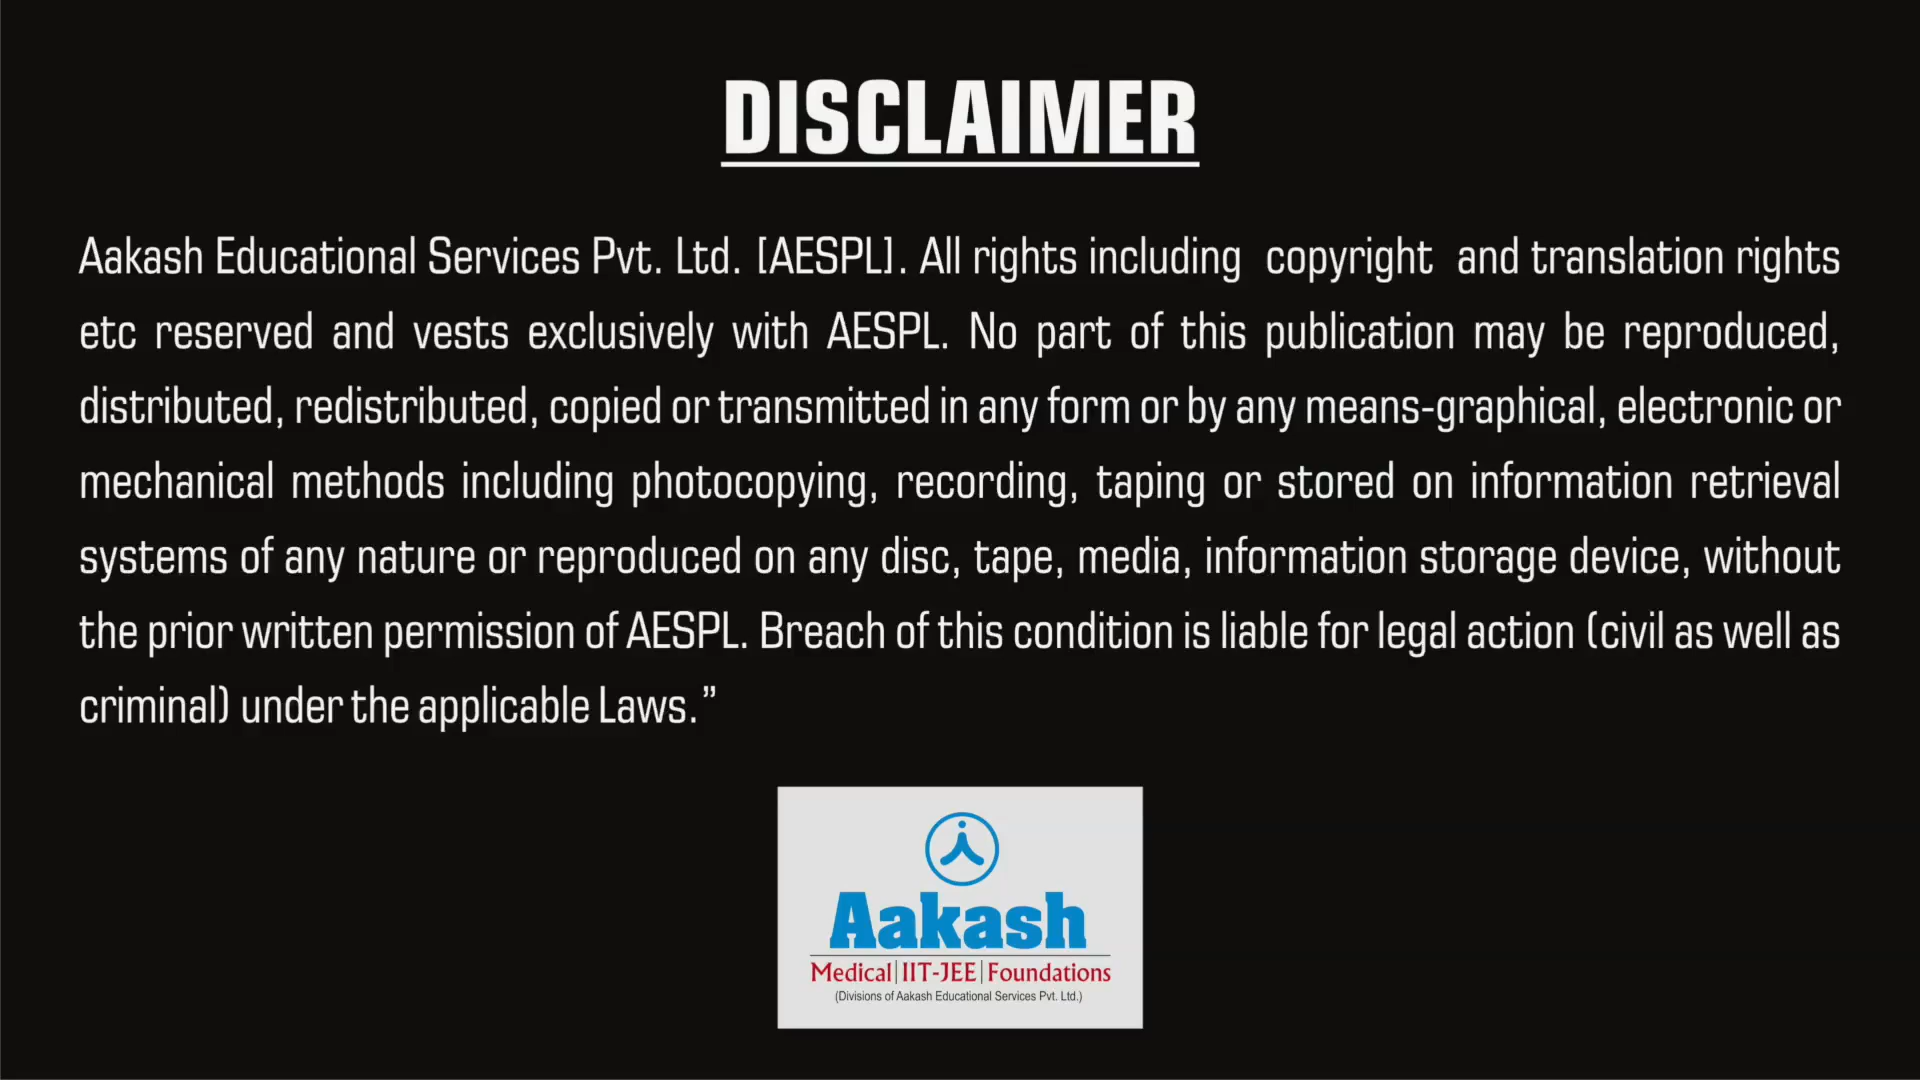 DISCLAIMER
Aakash Educational Services Pvt. Ltd. [AESPL]. All rights including copyright and translation rights
etc reserved and vests exclusively with AESPL. No part of this publication may be reproduced,
distributed, redistributed, copied or transmitted in any form or by any means-graphical, electronic or
mechanical methods including photocopying, recording, taping or stored on information retrieval
systems of any nature or reproduced on any disc, tape, media, information storage device, without
the prior written permission of AESPL. Breach of this condition is liable for legal action (civil as well as
criminal) under the applicable Laws.”
Aakash
Medical|IIT-JEE|Foundations
(Divisions of Aakash Educational Services Pvt. Ltd.)